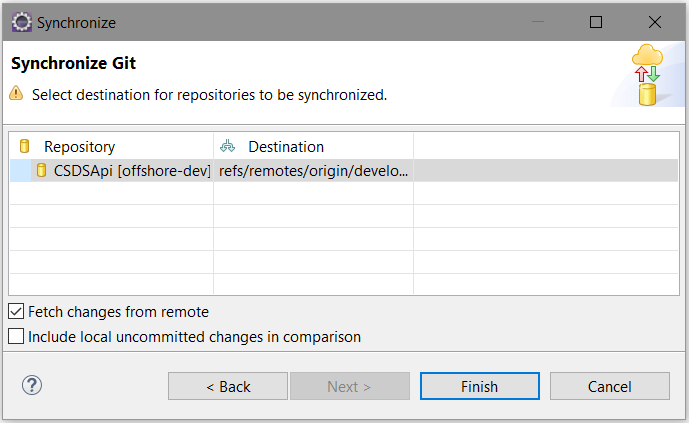 Synchronize
Synchronize Git
Select destination for repositories to be synchronized.
Repository Destination
CSDSApi [offshore-dev] refs/remotes/origin/develo...
Fetch changes from remote
Include local uncommitted changes in comparison
? < Back Next > Finish Cancel